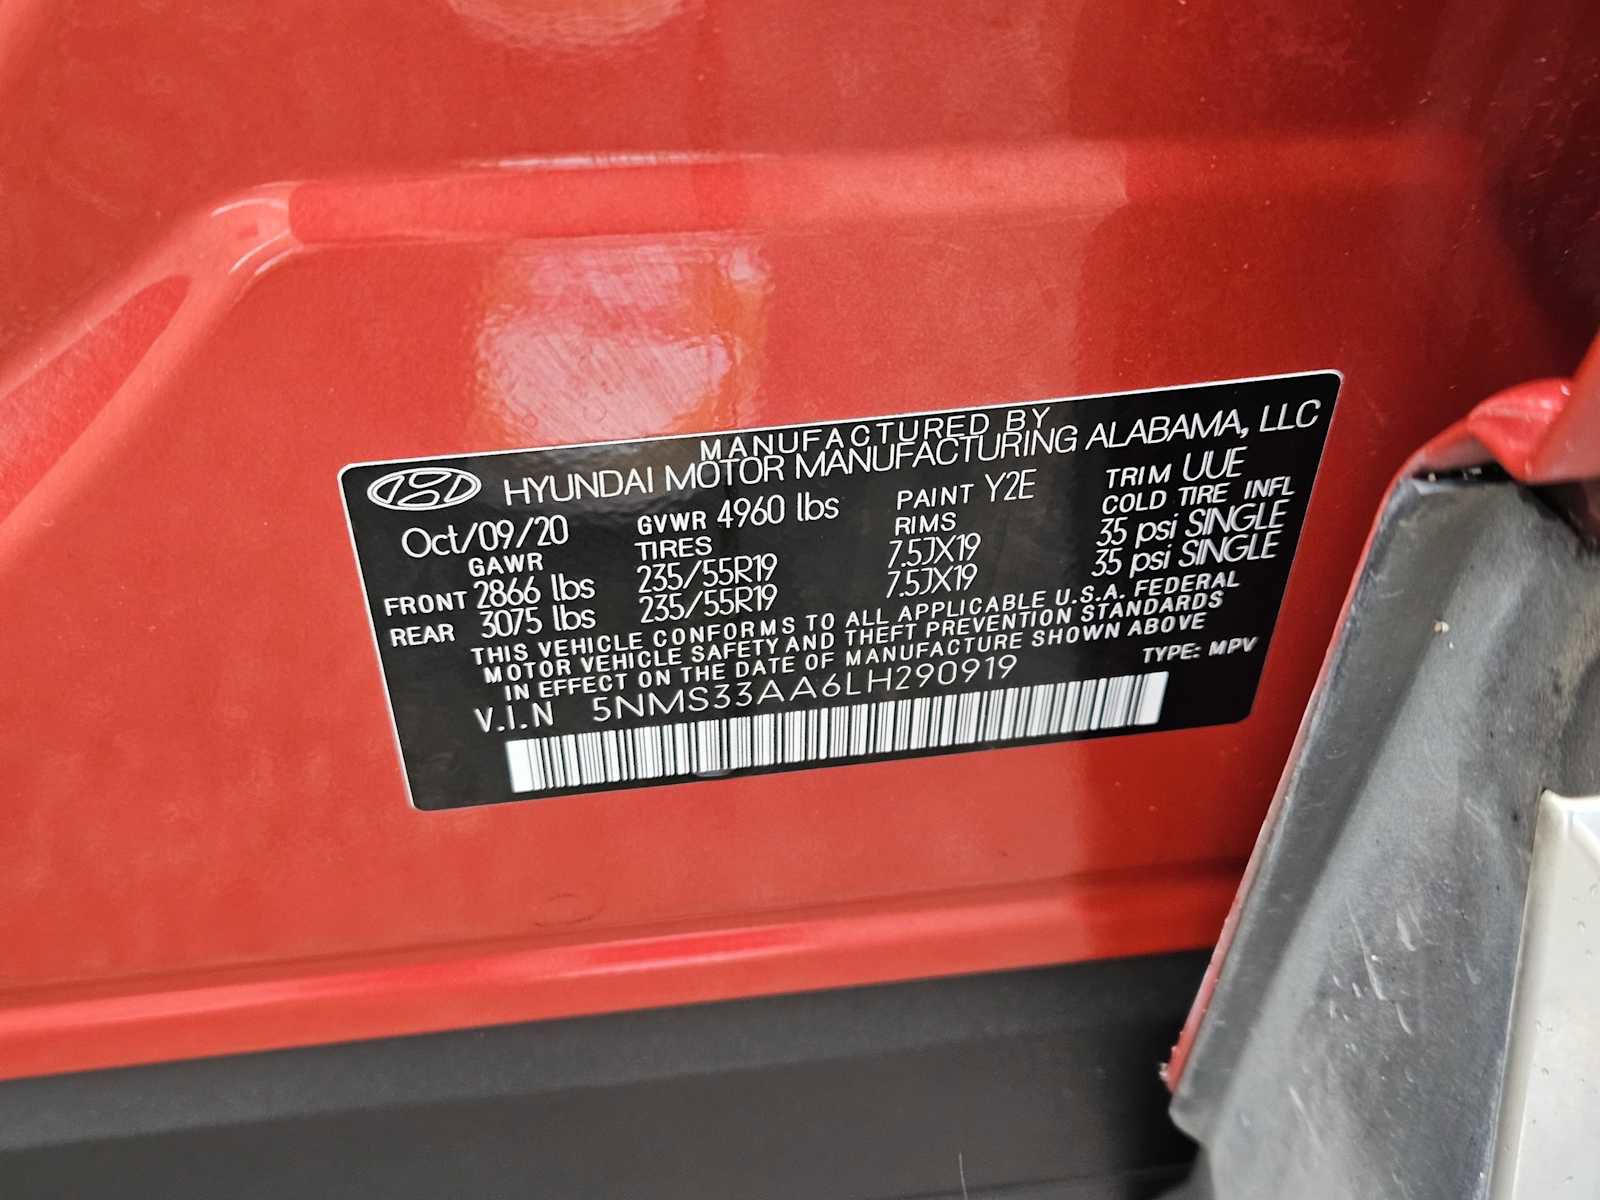 MANUFACTURED BY
HYUNDAI MOTOR MANUFACTURING ALABAMA, LLC
Oct/09/20 GVWR 4960 lbs PAINT Y2E TRIM UUE
GAWR TIRES RIMS COLD TIRE INFL
FRONT 2866 lbs 235/55R19 7.5JX19 35 psi SINGLE
REAR 3075 lbs 235/55R19 7.5JX19 35 psi SINGLE
THIS VEHICLE CONFORMS TO ALL APPLICABLE U.S.A. FEDERAL
MOTOR VEHICLE SAFETY AND THEFT PREVENTION STANDARDS
IN EFFECT ON THE DATE OF MANUFACTURE SHOWN ABOVE
V.I.N 5NMS33AA6LH290919 TYPE: MPV